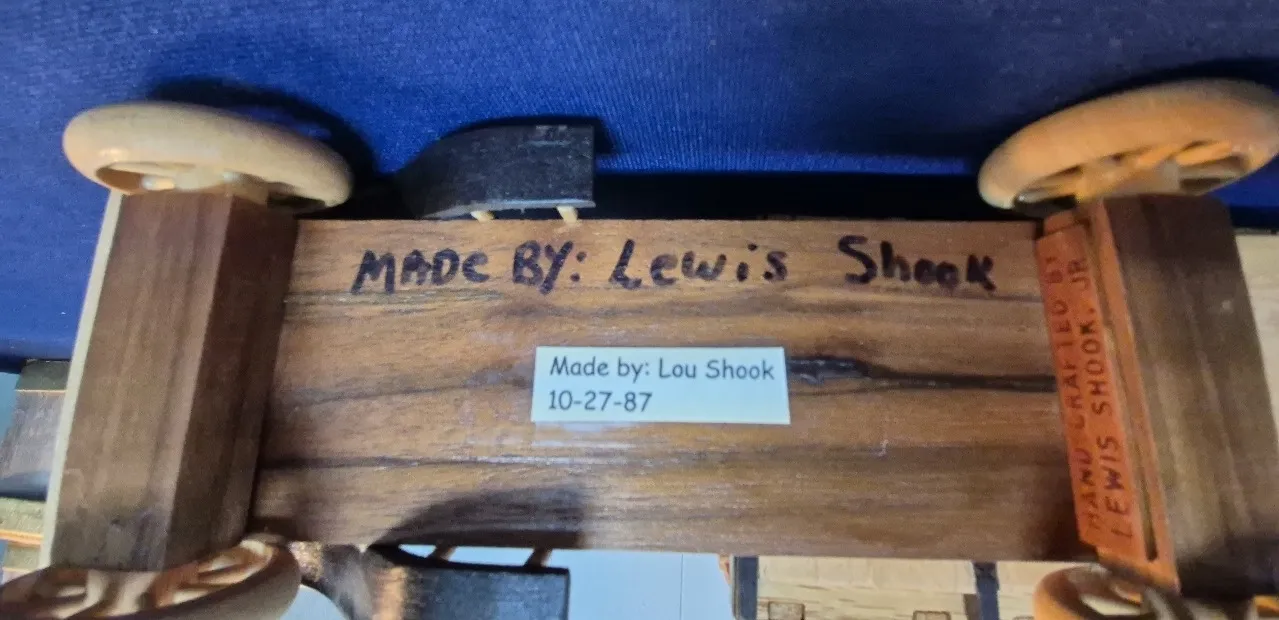 MADe BY: Lewis Shook
Made by: Lou Shook
10-27-87
HAND CRAFTED BY
LEWIS SHOOK, JR